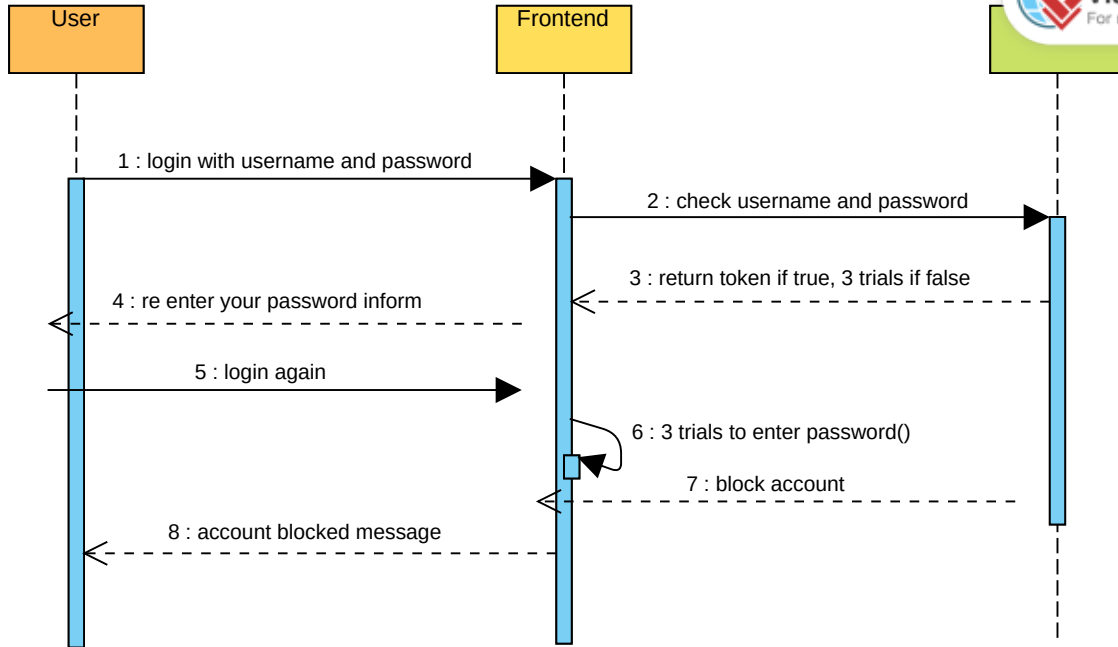 User
Frontend
For
1 : login with username and password
2 : check username and password
3 : return token if true, 3 trials if false
4 : re enter your password inform
5 : login again
6 : 3 trials to enter password()
7 : block account
8 : account blocked message